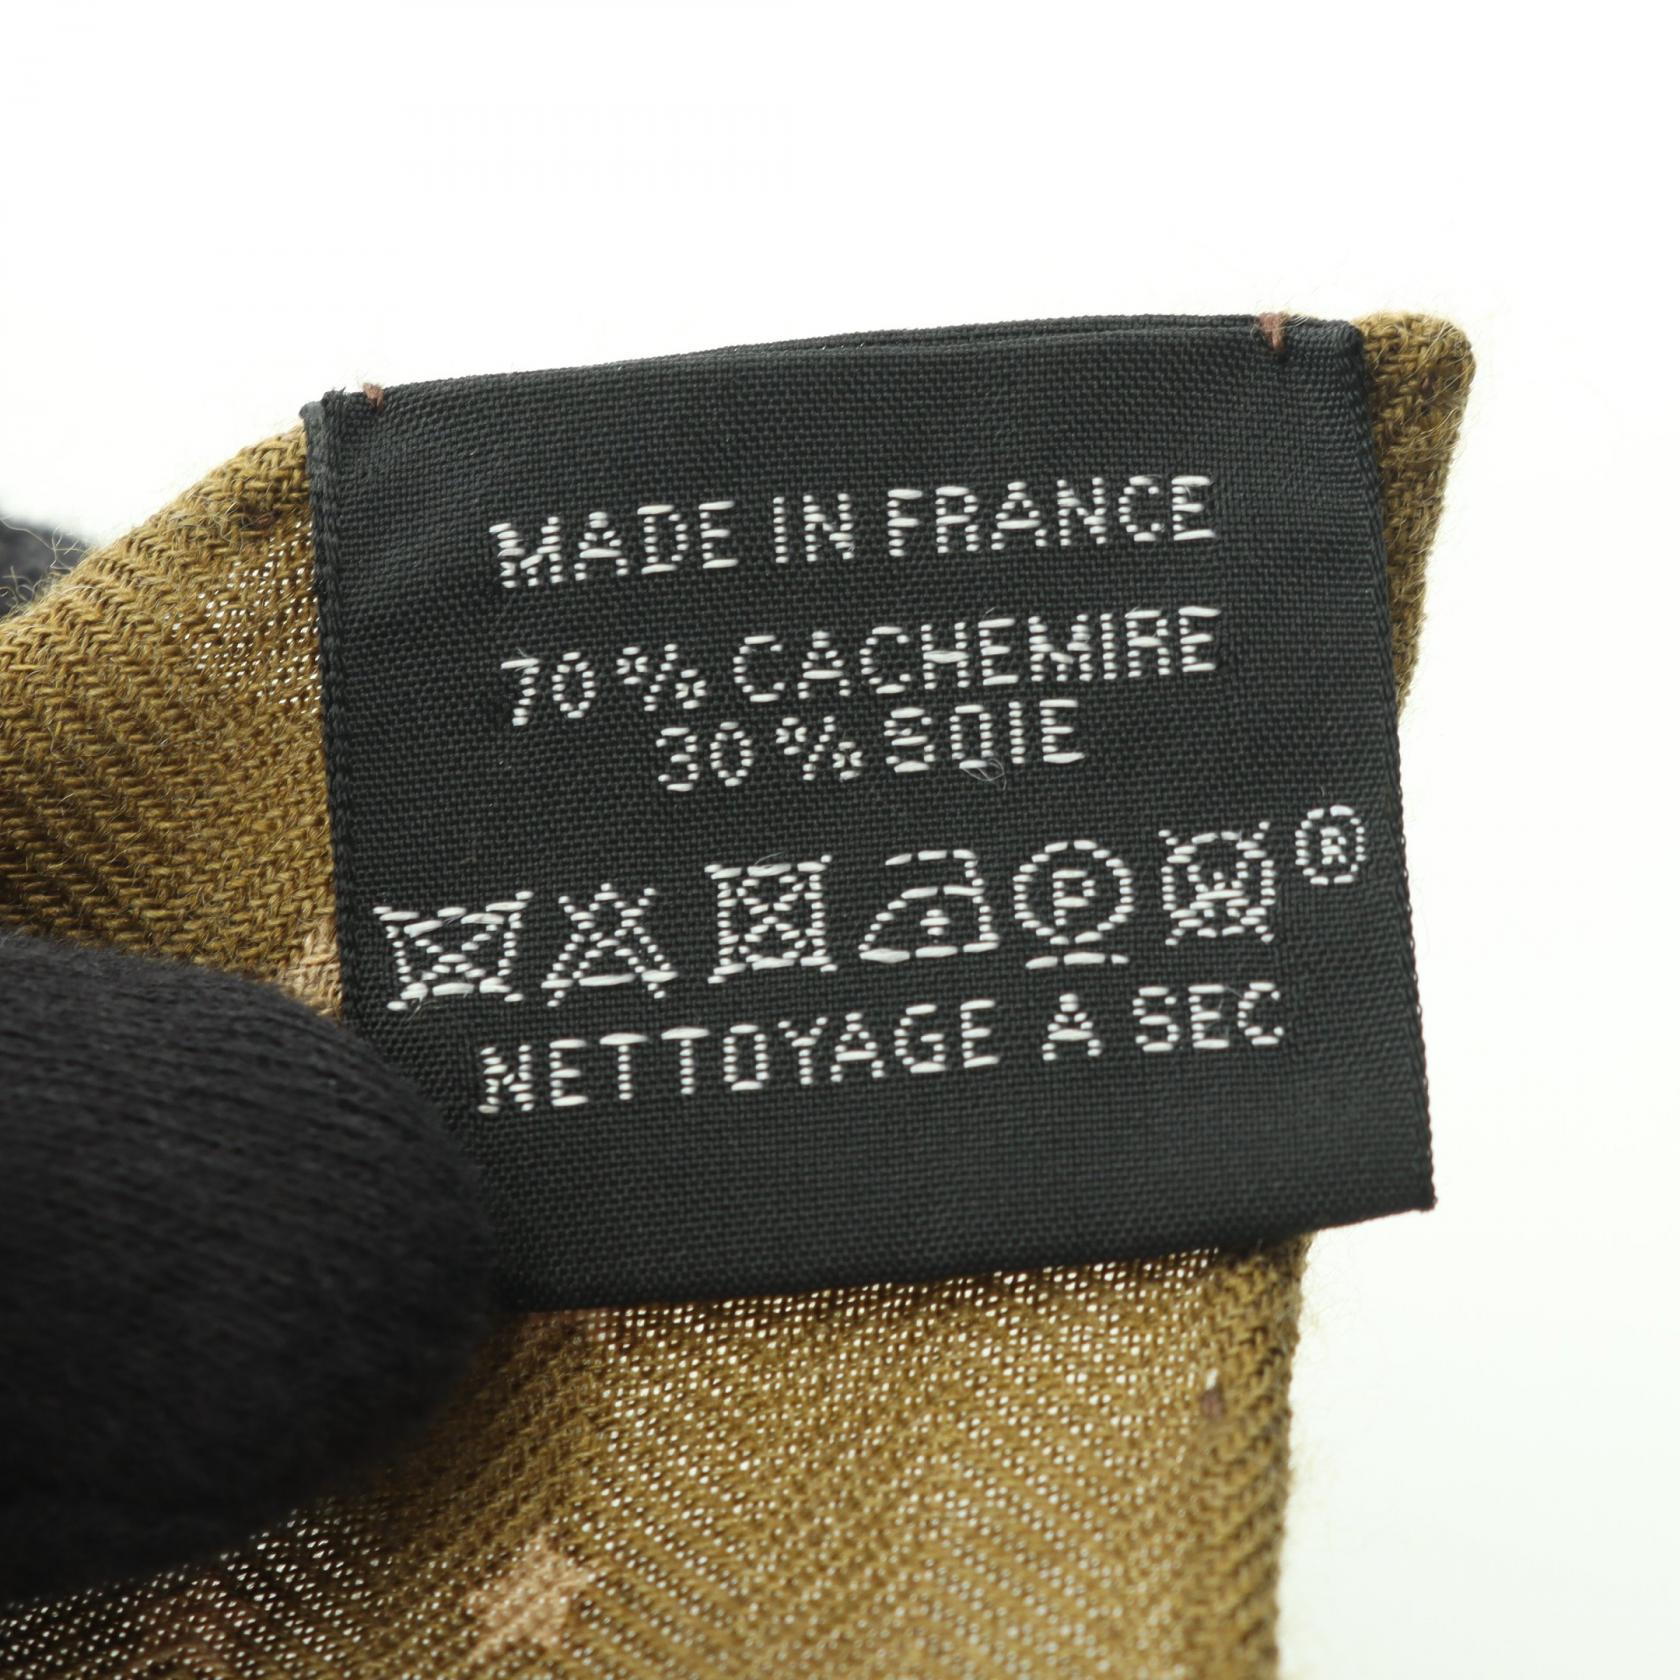 MADE IN FRANCE
70% CACHEMIRE
30% SOIE
P W ®
NETTOYAGE A SEC